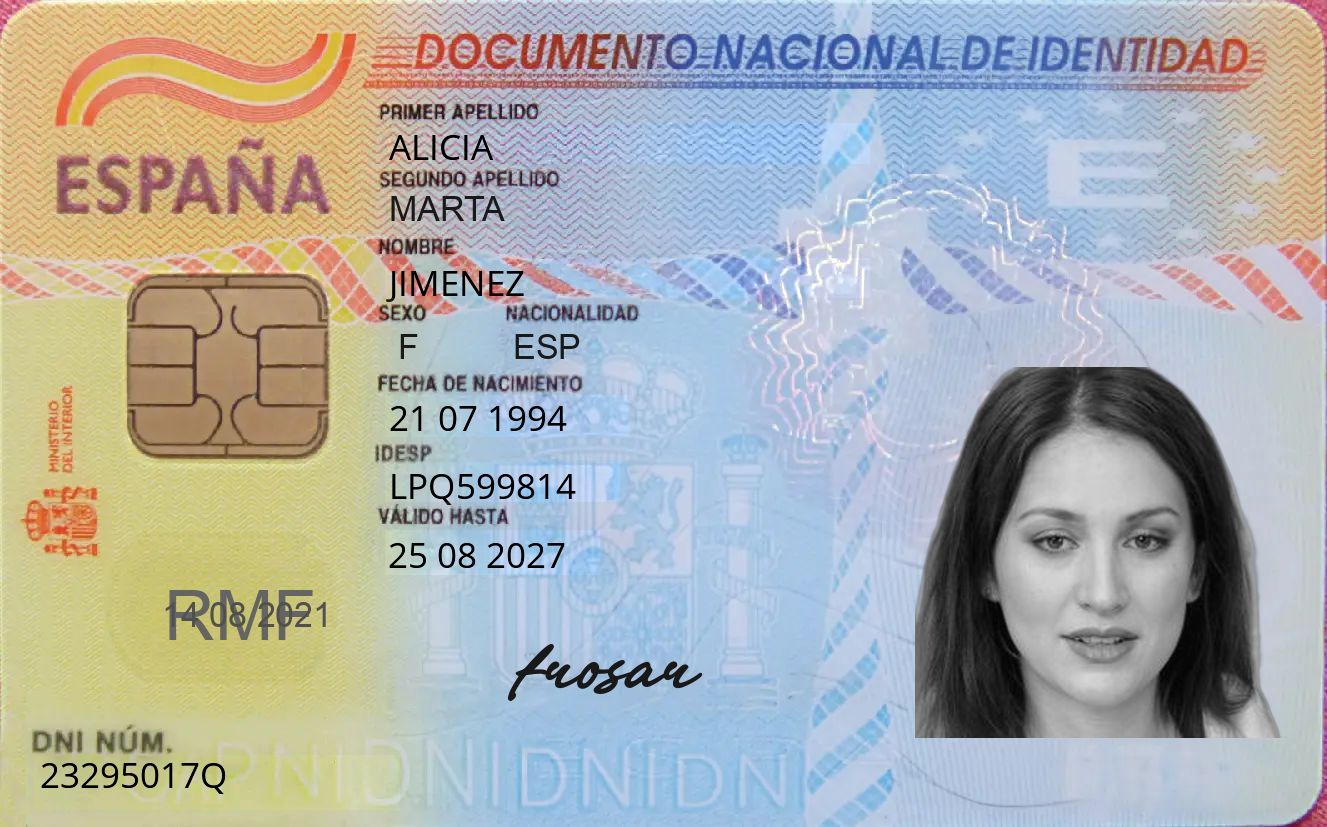 DOCUMENTO NACIONAL DE IDENTIDAD
ESPAÑA
PRIMER APELLIDO
ALICIA
SEGUNDO APELLIDO
MARTA
NOMBRE
JIMENEZ
SEXO NACIONALIDAD
F ESP
FECHA DE NACIMIENTO
21 07 1994
IDESP
LPQ599814
VÁLIDO HASTA
25 08 2027
MINISTERIO
DEL INTERIOR
E
RMF
14 08 2021
frosar
DNI NÚM.
23295017Q